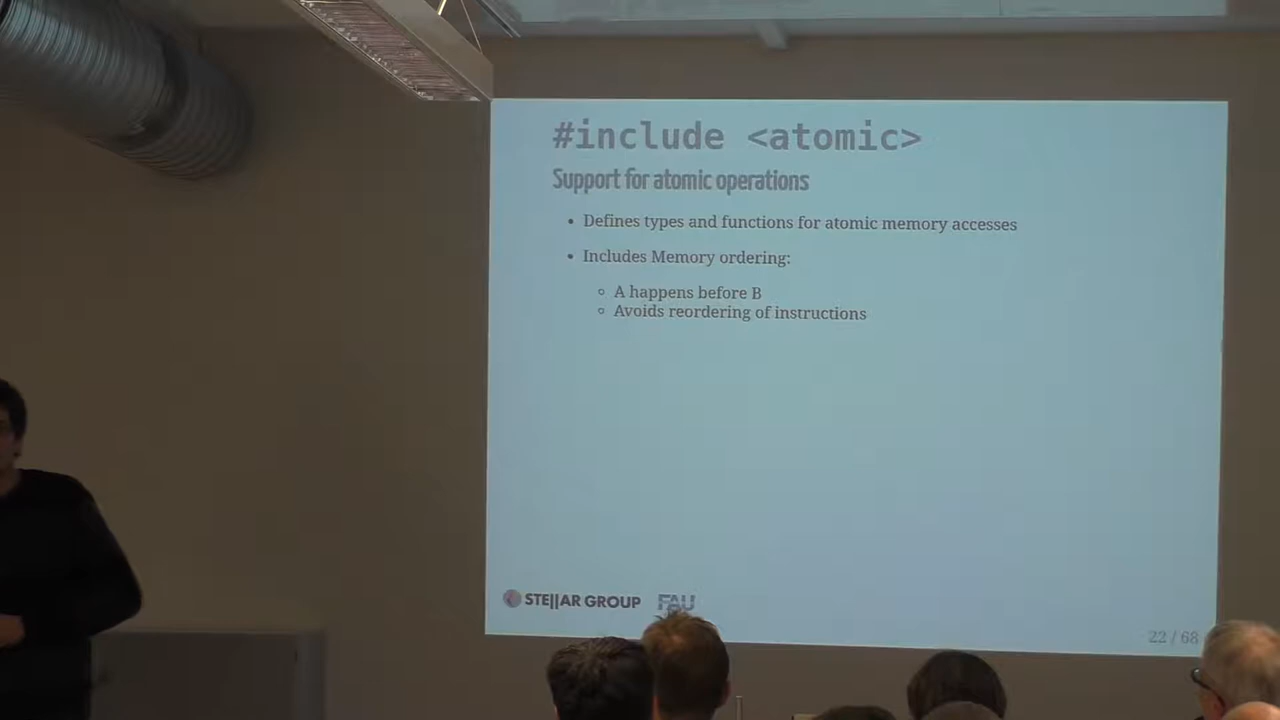 #include <atomic>
Support for atomic operations
• Defines types and functions for atomic memory accesses
• Includes Memory ordering:
◦ A happens before B
◦ Avoids reordering of instructions
STE||AR GROUP FAU
22 / 68